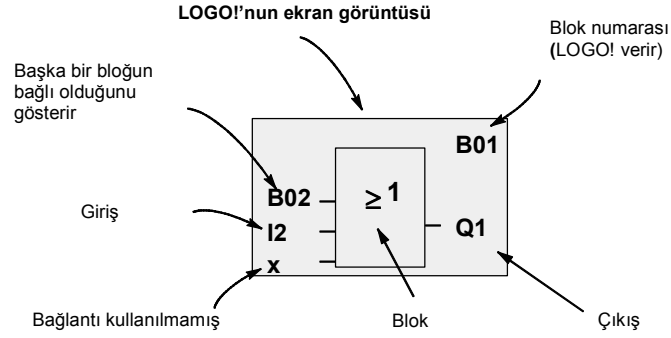 LOGO!’nun ekran görüntüsü
Blok numarası
(LOGO! verir)
Başka bir bloğun
bağlı olduğunu
gösterir
B01
B02
≥1
Giriş
I2
Q1
x
Bağlantı kullanılmamış
Blok
Çıkış